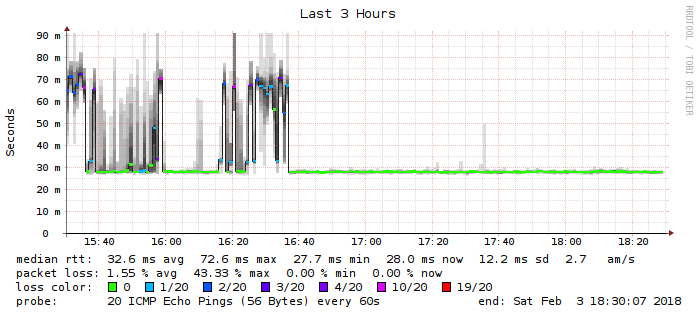 Last 3 Hours
RRDTOOL / TOBI OETIKER
Seconds
90 m
80 m
70 m
60 m
50 m
40 m
30 m
20 m
10 m
0
15:40 16:00 16:20 16:40 17:00 17:20 17:40 18:00 18:20
median rtt: 32.6 ms avg 72.6 ms max 27.7 ms min 28.0 ms now 12.2 ms sd 2.7 am/s
packet loss: 1.55 % avg 43.33 % max 0.00 % min 0.00 % now
loss color: 0 1/20 2/20 3/20 4/20 10/20 19/20
probe: 20 ICMP Echo Pings (56 Bytes) every 60s end: Sat Feb 3 18:30:07 2018